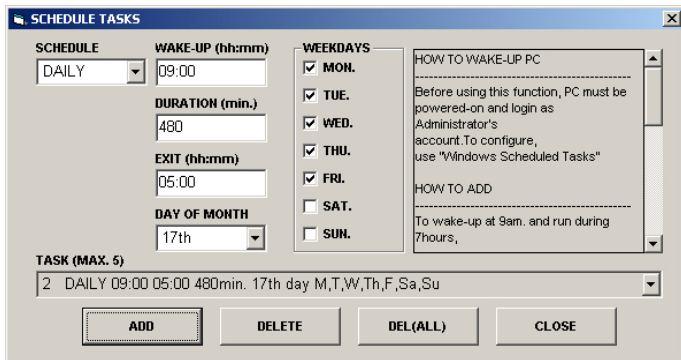 SCHEDULE TASKS
SCHEDULE
DAILY
WAKE-UP (hh:mm)
09:00
DURATION (min.)
480
EXIT (hh:mm)
05:00
DAY OF MONTH
17th
WEEKDAYS
MON.
TUE.
WED.
THU.
FRI.
SAT.
SUN.
HOW TO WAKE-UP PC
------------------------------------------------------
Before using this function, PC must be
powered-on and login as
Administrator's
account.To configure,
use "Windows Scheduled Tasks"
HOW TO ADD
------------------------------------------------------
To wake-up at 9am. and run during
7hours,
TASK (MAX. 5)
2 DAILY 09:00 05:00 480min. 17th day M,T,W,Th,F,Sa,Su
ADD
DELETE
DEL(ALL)
CLOSE